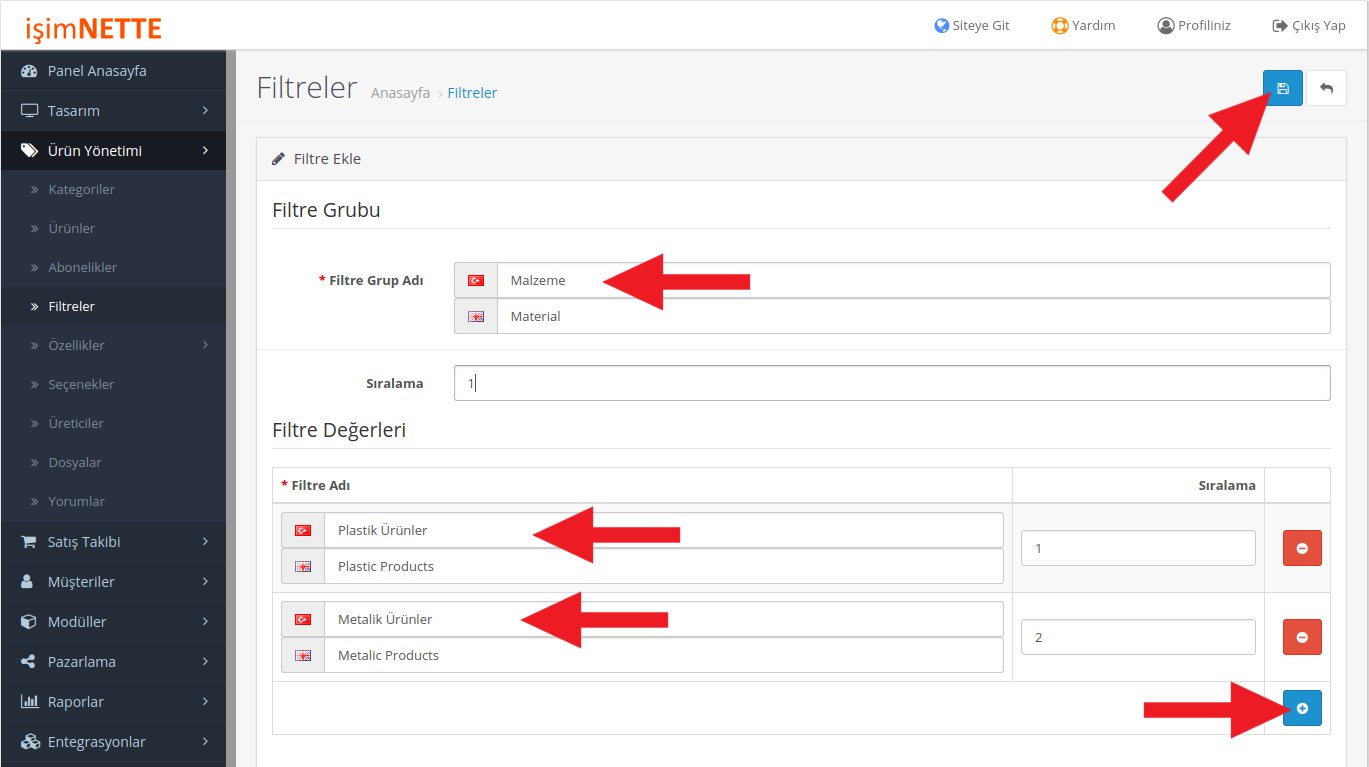 işimNETTE
Siteye Git
Yardım
Profiliniz
Çıkış Yap
Panel Anasayfa
Tasarım
Ürün Yönetimi
Kategoriler
Ürünler
Abonelikler
Filtreler
Özellikler
Seçenekler
Üreticiler
Dosyalar
Yorumlar
Satış Takibi
Müşteriler
Modüller
Pazarlama
Raporlar
Entegrasyonlar
Filtreler
Anasayfa › Filtreler
Filtre Ekle
Filtre Grubu
* Filtre Grup Adı
Malzeme
Material
Sıralama
1
Filtre Değerleri
* Filtre Adı
Sıralama
Plastik Ürünler
Plastic Products
1
Metalik Ürünler
Metalic Products
2